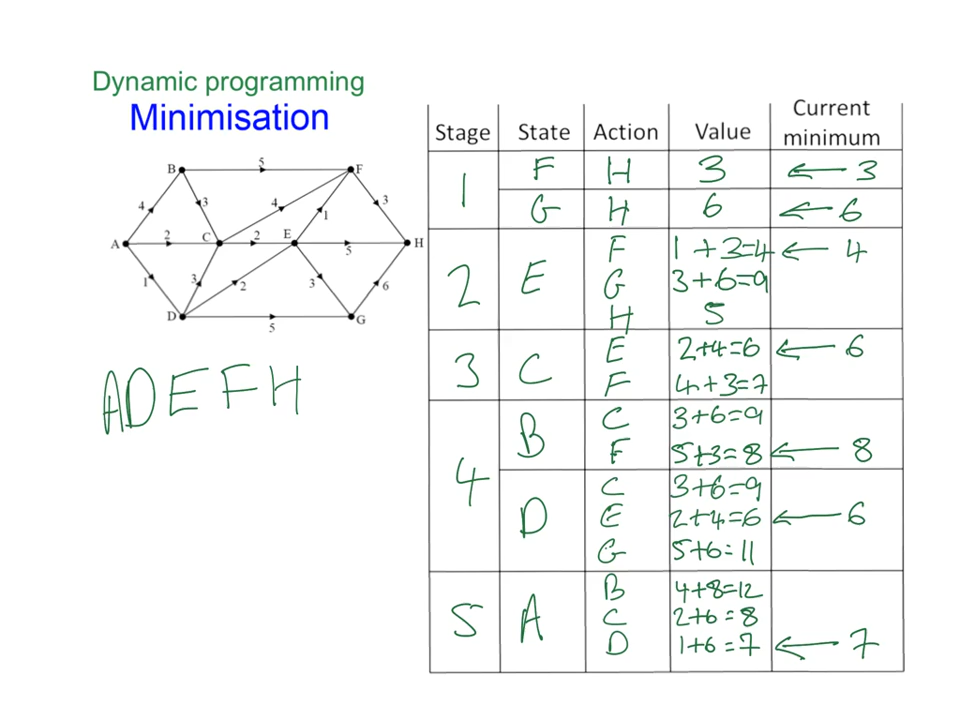 Dynamic programming
Minimisation
Stage State Action Value Current minimum
1 F H 3 ← 3
G H 6 ← 6
2 E F 1+3=4 ← 4
G 3+6=9
H 5
3 C E 2+4=6 ← 6
F 4+3=7
4 B C 3+6=9
F 5+3=8 ← 8
D C 3+6=9
E 2+4=6 ← 6
G 5+6=11
5 A B 4+8=12
C 2+6=8
D 1+6=7 ← 7
B 5 F
4 3 4 1 3
A 2 C 2 E 5 H
1 3 2 3 6
D 5 G
ADEFH